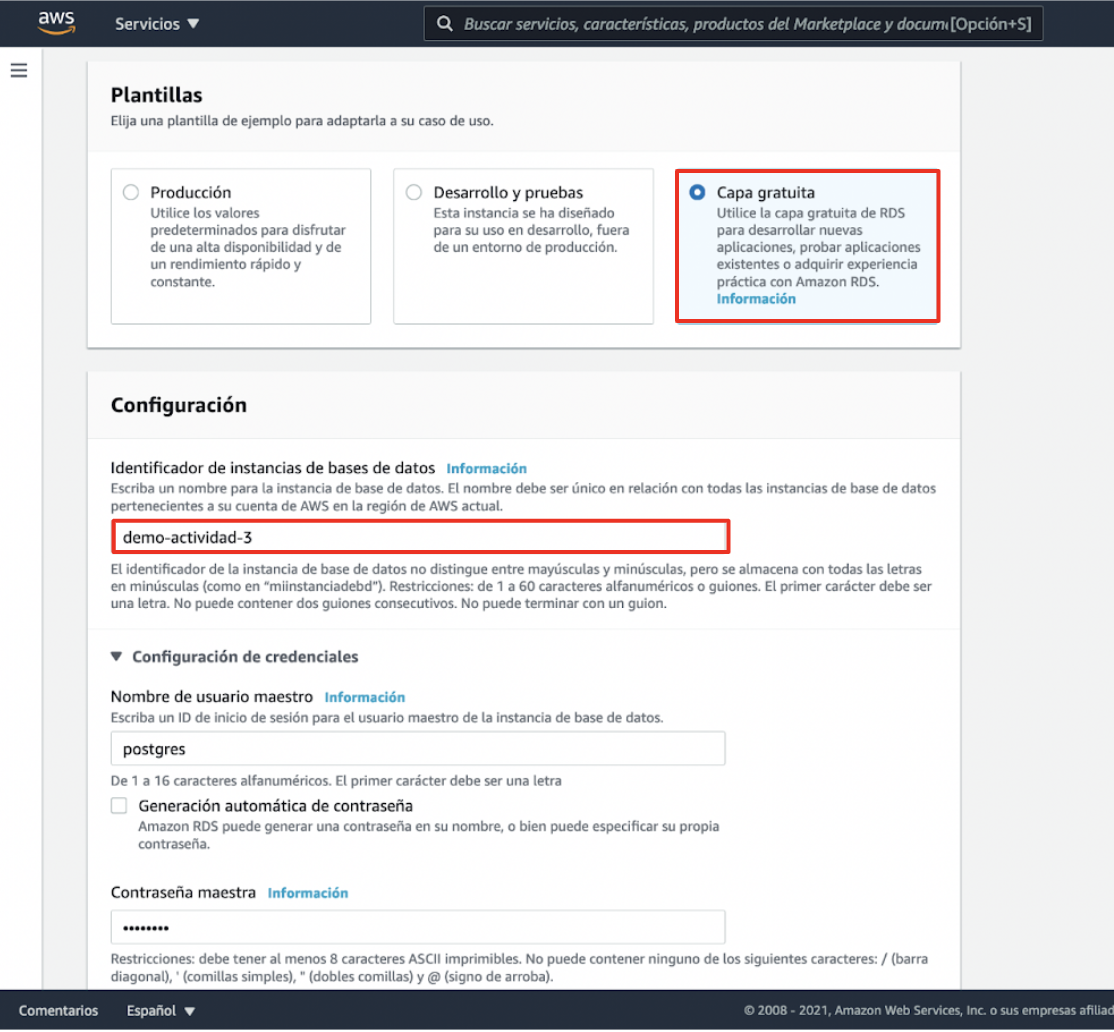 aws
Servicios ▼
Buscar servicios, características, productos del Marketplace y docum [Opción+S]
Plantillas
Elija una plantilla de ejemplo para adaptarla a su caso de uso.
Producción
Utilice los valores
predeterminados para disfrutar
de una alta disponibilidad y de
un rendimiento rápido y
constante.
Desarrollo y pruebas
Esta instancia se ha diseñado
para su uso en desarrollo, fuera
de un entorno de producción.
Capa gratuita
Utilice la capa gratuita de RDS
para desarrollar nuevas
aplicaciones, probar aplicaciones
existentes o adquirir experiencia
práctica con Amazon RDS.
Información
Configuración
Identificador de instancias de bases de datos Información
Escriba un nombre para la instancia de base de datos. El nombre debe ser único en relación con todas las instancias de base de datos
pertenecientes a su cuenta de AWS en la región de AWS actual.
demo-actividad-3
El identificador de la instancia de base de datos no distingue entre mayúsculas y minúsculas, pero se almacena con todas las letras
en minúsculas (como en “miinstanciadebd”). Restricciones: de 1 a 60 caracteres alfanuméricos o guiones. El primer carácter debe ser
una letra. No puede contener dos guiones consecutivos. No puede terminar con un guion.
▼ Configuración de credenciales
Nombre de usuario maestro Información
Escriba un ID de inicio de sesión para el usuario maestro de la instancia de base de datos.
postgres
De 1 a 16 caracteres alfanuméricos. El primer carácter debe ser una letra
Generación automática de contraseña
Amazon RDS puede generar una contraseña en su nombre, o bien puede especificar su propia
contraseña.
Contraseña maestra Información
••••••••
Restricciones: debe tener al menos 8 caracteres ASCII imprimibles. No puede contener ninguno de los siguientes caracteres: / (barra
diagonal), ' (comillas simples), " (dobles comillas) y @ (signo de arroba).
Comentarios
Español ▼
© 2008 - 2021, Amazon Web Services, Inc. o sus empresas afiliad